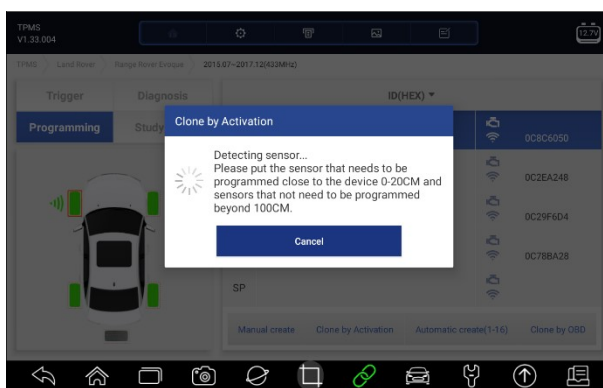 TPMS
V1.33.004
12.7V
TPMS Land Rover Range Rover Evoque 2015.07-2017.12(433MHz)
Trigger Diagnosis ID(HEX)
Programming Study
Clone by Activation
Detecting sensor...
Please put the sensor that needs to be
programmed close to the device 0-20CM and
sensors that not need to be programmed
beyond 100CM.
Cancel
0C8C6050
0C2EA248
0C29F6D4
0C78BA28
SP
Manual create Clone by Activation Automatic create(1-16) Clone by OBD